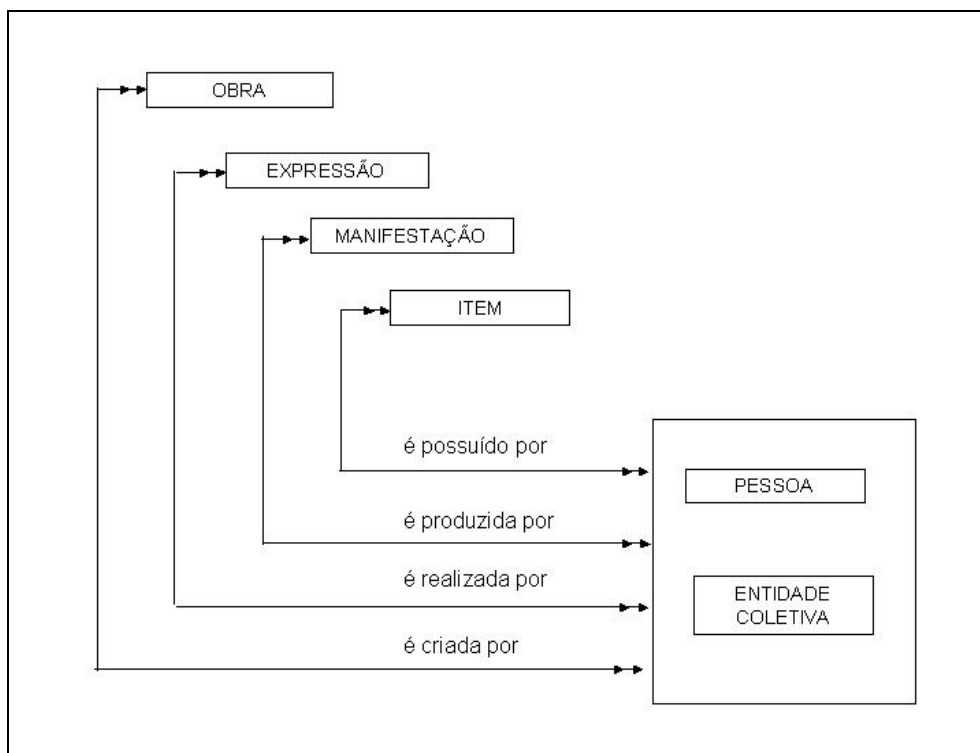 OBRA
EXPRESSÃO
MANIFESTAÇÃO
ITEM
é possuído por
PESSOA
é produzida por
é realizada por
ENTIDADE
COLETIVA
é criada por